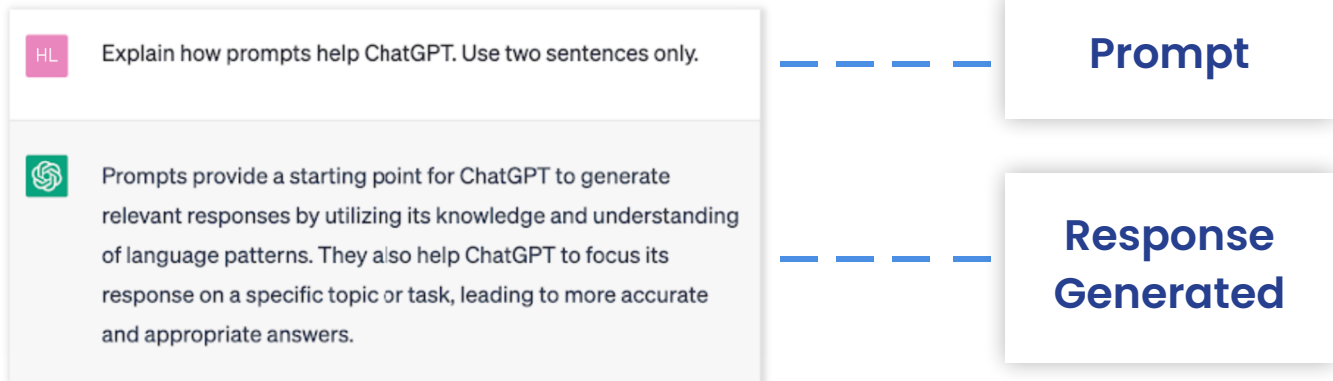 HL
Explain how prompts help ChatGPT. Use two sentences only.
Prompt
Prompts provide a starting point for ChatGPT to generate
relevant responses by utilizing its knowledge and understanding
of language patterns. They also help ChatGPT to focus its
response on a specific topic or task, leading to more accurate
and appropriate answers.
Response
Generated